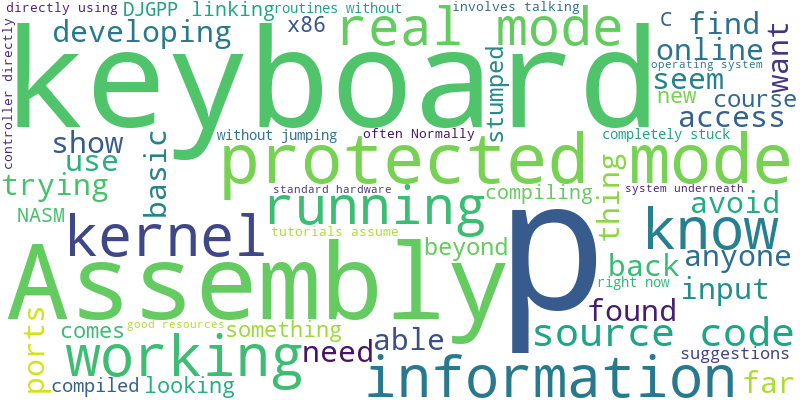 directly using
DJGPP linking
routines without
involves talking
C
find
want
developing
x86
real mode
online
operating system
controller directly
keyboard
stumped
seem
new
course
access
show
basic
without jumping
often Normally
completely stuck
use
protected mode
trying
standard hardware
compiling
thing
system underneath
NASM
running
p
avoid
kernel
tutorials assume
beyond
know
anyone
Assembly
back
right now
input
ports
comes
good resources
something
able
found
source code
working
need
suggestions
compiled
looking
information
far